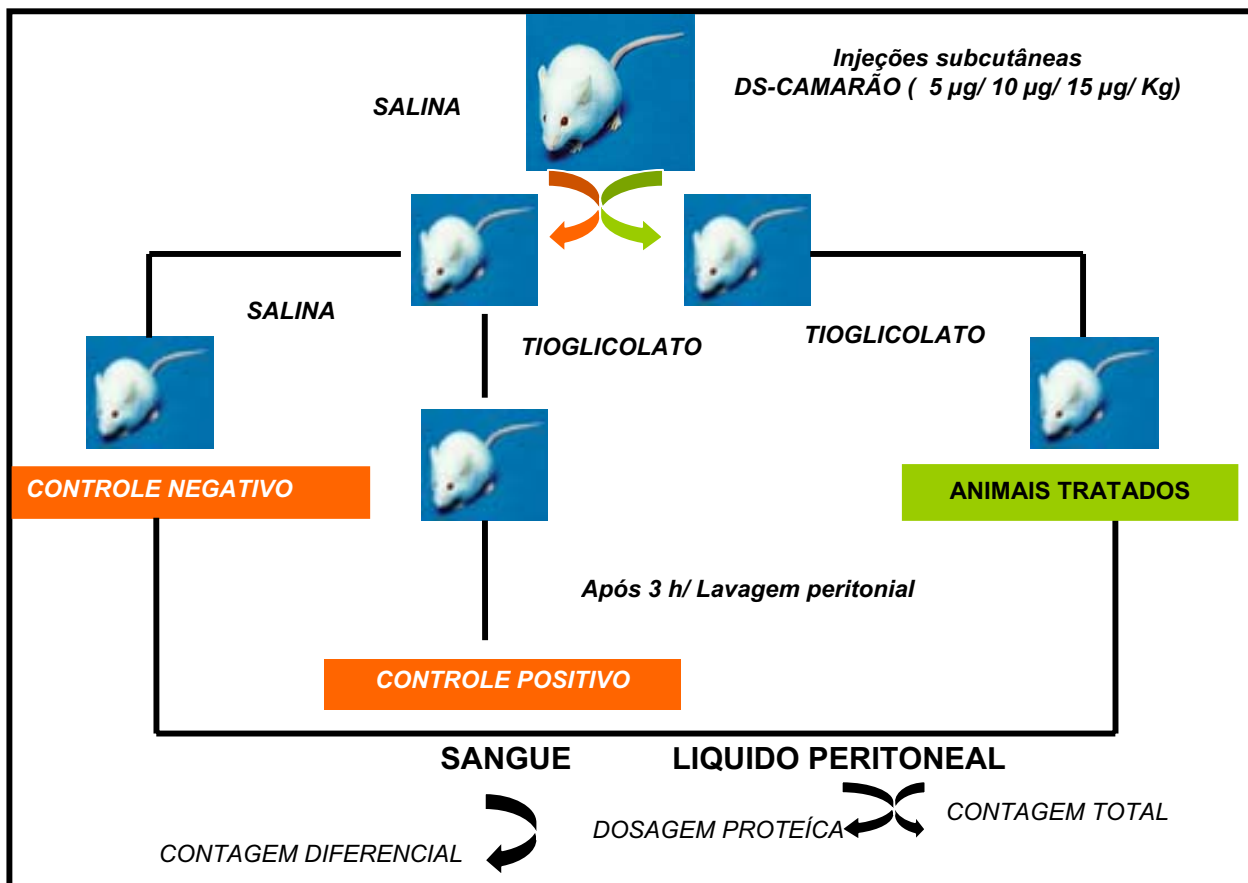 Injeções subcutâneas
DS-CAMARÃO ( 5 µg/ 10 µg/ 15 µg/ Kg)
SALINA
SALINA
TIOGLICOLATO
TIOGLICOLATO
CONTROLE NEGATIVO
ANIMAIS TRATADOS
Após 3 h/ Lavagem peritonial
CONTROLE POSITIVO
SANGUE
LIQUIDO PERITONEAL
DOSAGEM PROTEÍCA
CONTAGEM TOTAL
CONTAGEM DIFERENCIAL